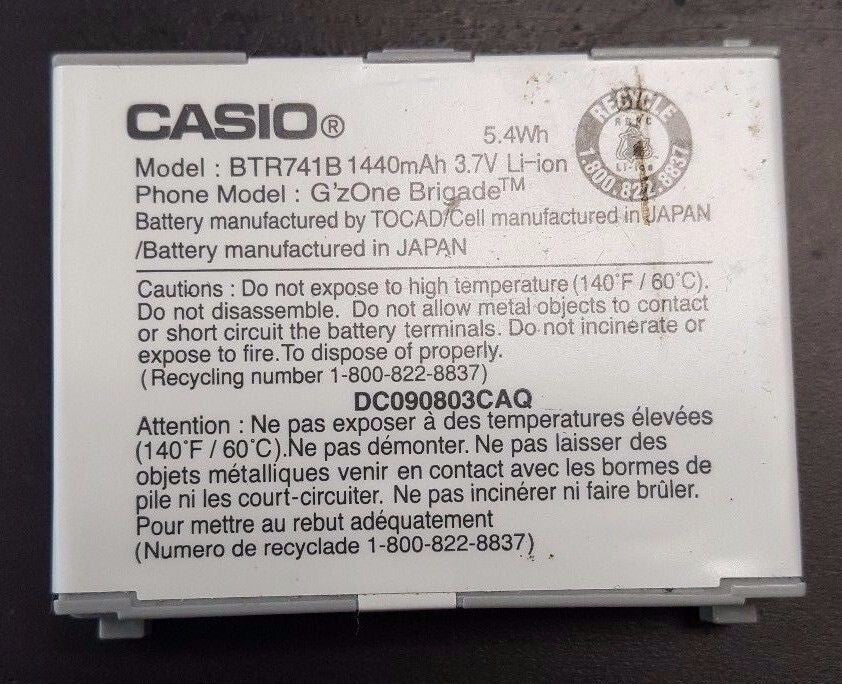 CASIO®
5.4Wh
RECYCLE
RBRC
Li-ion
1.800.822.8837
Model : BTR741B 1440mAh 3.7V Li-ion
Phone Model : G'zOne Brigade™
Battery manufactured by TOCAD/Cell manufactured in JAPAN
/Battery manufactured in JAPAN
Cautions : Do not expose to high temperature (140°F / 60°C).
Do not disassemble. Do not allow metal objects to contact
or short circuit the battery terminals. Do not incinerate or
expose to fire. To dispose of properly.
(Recycling number 1-800-822-8837)
DC090803CAQ
Attention : Ne pas exposer à des temperatures élevées
(140°F / 60°C).Ne pas démonter. Ne pas laisser des
objets métalliques venir en contact avec les bormes de
pile ni les court-circuiter. Ne pas incinérer ni faire brûler.
Pour mettre au rebut adéquatement
(Numero de recyclade 1-800-822-8837)